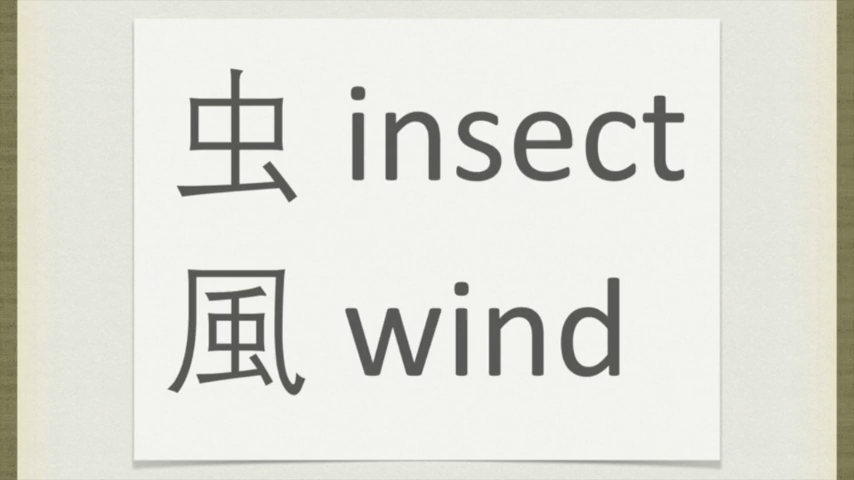 虫 insect
風 wind